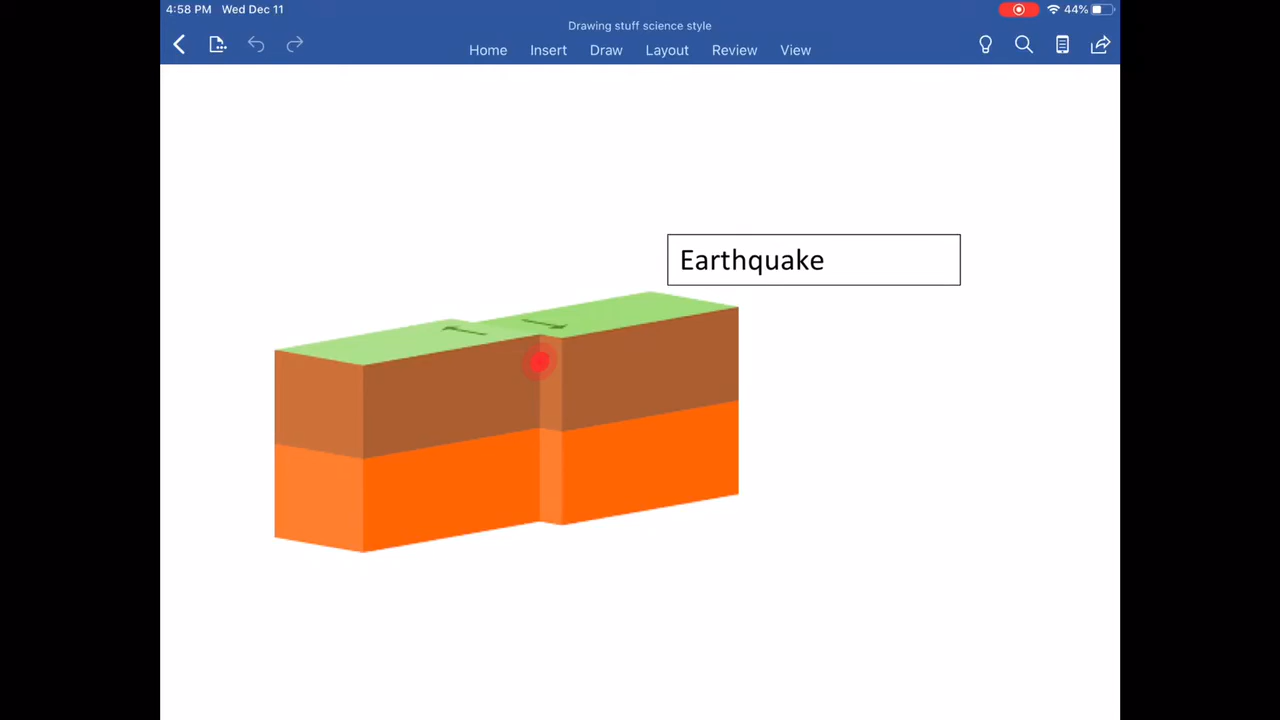 4:58 PM Wed Dec 11
44%
Drawing stuff science style
Home Insert Draw Layout Review View
Earthquake